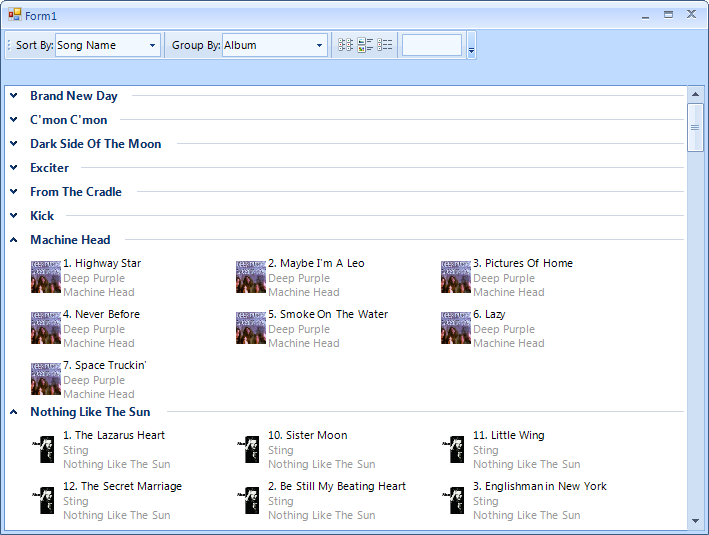 Form1
Sort By: Song Name Group By: Album
Brand New Day
C'mon C'mon
Dark Side Of The Moon
Exciter
From The Cradle
Kick
Machine Head
1. Highway Star
Deep Purple
Machine Head
2. Maybe I'm A Leo
Deep Purple
Machine Head
3. Pictures Of Home
Deep Purple
Machine Head
4. Never Before
Deep Purple
Machine Head
5. Smoke On The Water
Deep Purple
Machine Head
6. Lazy
Deep Purple
Machine Head
7. Space Truckin'
Deep Purple
Machine Head
Nothing Like The Sun
1. The Lazarus Heart
Sting
Nothing Like The Sun
10. Sister Moon
Sting
Nothing Like The Sun
11. Little Wing
Sting
Nothing Like The Sun
12. The Secret Marriage
Sting
Nothing Like The Sun
2. Be Still My Beating Heart
Sting
Nothing Like The Sun
3. Englishman in New York
Sting
Nothing Like The Sun